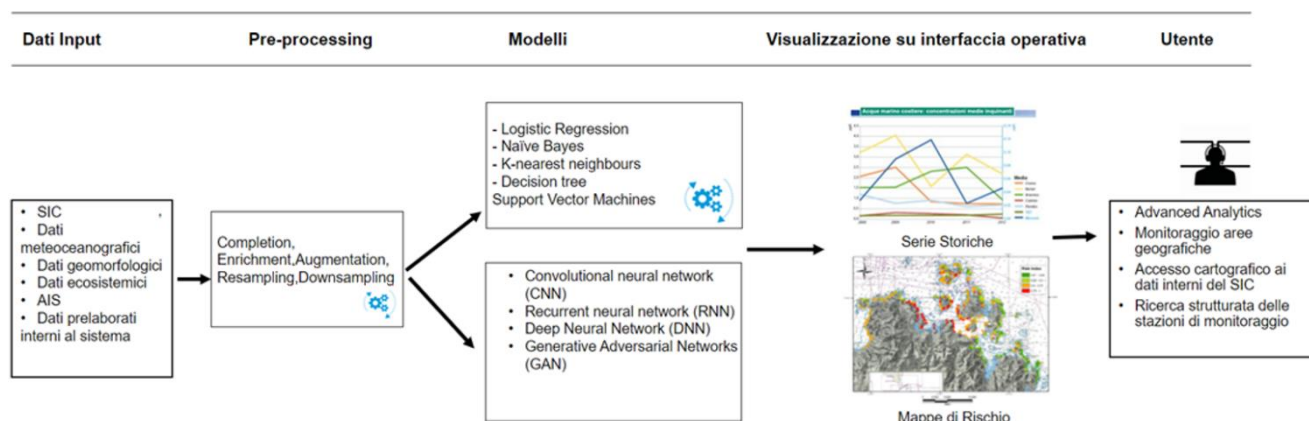 Dati Input
Pre-processing
Modelli
Visualizzazione su interfaccia operativa
Utente
• SIC ,
• Dati
meteoceanografici
• Dati geomorfologici
• Dati ecosistemici
• AIS
• Dati prelaborati
interni al sistema
Completion,
Enrichment,Augmentation,
Resampling,Downsampling
- Logistic Regression
- Naïve Bayes
- K-nearest neighbours
- Decision tree
Support Vector Machines
• Convolutional neural network
(CNN)
• Recurrent neural network (RNN)
• Deep Neural Network (DNN)
• Generative Adversarial Networks
(GAN)
Acque marino costiere: concentrazioni medie inquinanti
Serie Storiche
Mappe di Rischio
• Advanced Analytics
• Monitoraggio aree
geografiche
• Accesso cartografico ai
dati interni del SIC
• Ricerca strutturata delle
stazioni di monitoraggio